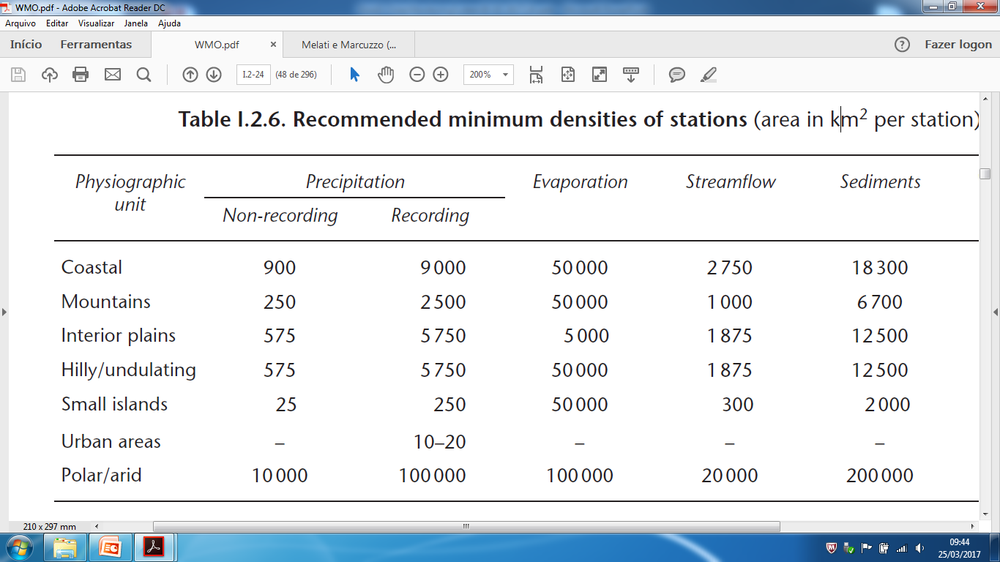 WMO.pdf - Adobe Acrobat Reader DC
Arquivo Editar Visualizar Janela Ajuda
Início Ferramentas WMO.pdf × Melati e Marcuzzo (... ? Fazer logon
I.2-24 (48 de 296) 200%
Table I.2.6. Recommended minimum densities of stations (area in km² per station)
Physiographic Precipitation Evaporation Streamflow Sediments
unit
Non-recording Recording
Coastal 900 9 000 50 000 2 750 18 300
Mountains 250 2 500 50 000 1 000 6 700
Interior plains 575 5 750 5 000 1 875 12 500
Hilly/undulating 575 5 750 50 000 1 875 12 500
Small islands 25 250 50 000 300 2 000
Urban areas – 10–20 – – –
Polar/arid 10 000 100 000 100 000 20 000 200 000
210 x 297 mm
09:44
25/03/2017